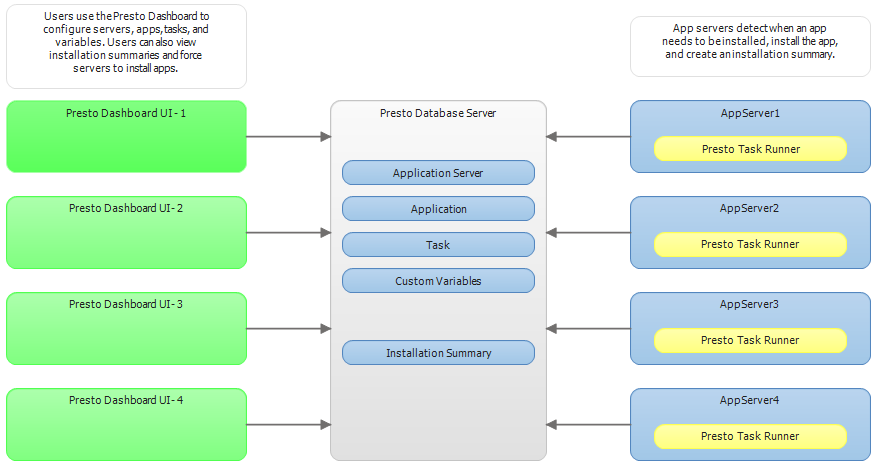 Users use the Presto Dashboard to
configure servers, apps, tasks, and
variables. Users can also view
installation summaries and force
servers to install apps.
App servers detect when an app
needs to be installed, install the app,
and create an installation summary.
Presto Dashboard UI - 1
Presto Database Server
AppServer1
Presto Task Runner
Application Server
Presto Dashboard UI - 2
Application
AppServer2
Presto Task Runner
Task
Custom Variables
Presto Dashboard UI - 3
AppServer3
Presto Task Runner
Installation Summary
Presto Dashboard UI - 4
AppServer4
Presto Task Runner